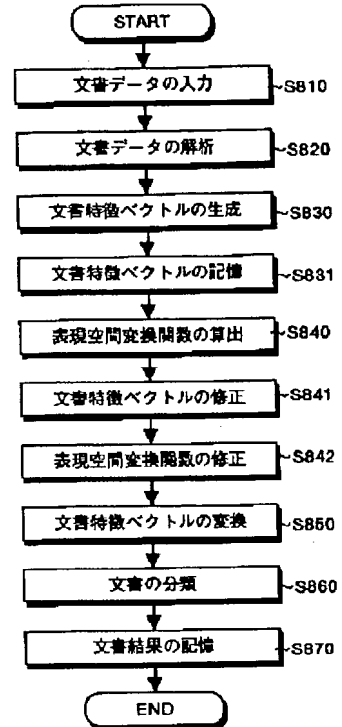 START
文書データの入力 S810
文書データの解析 S820
文書特徴ベクトルの生成 S830
文書特徴ベクトルの記憶 S831
表現空間変換関数の算出 S840
文書特徴ベクトルの修正 S841
表現空間変換関数の修正 S842
文書特徴ベクトルの変換 S850
文書の分類 S860
文書結果の記憶 S870
END